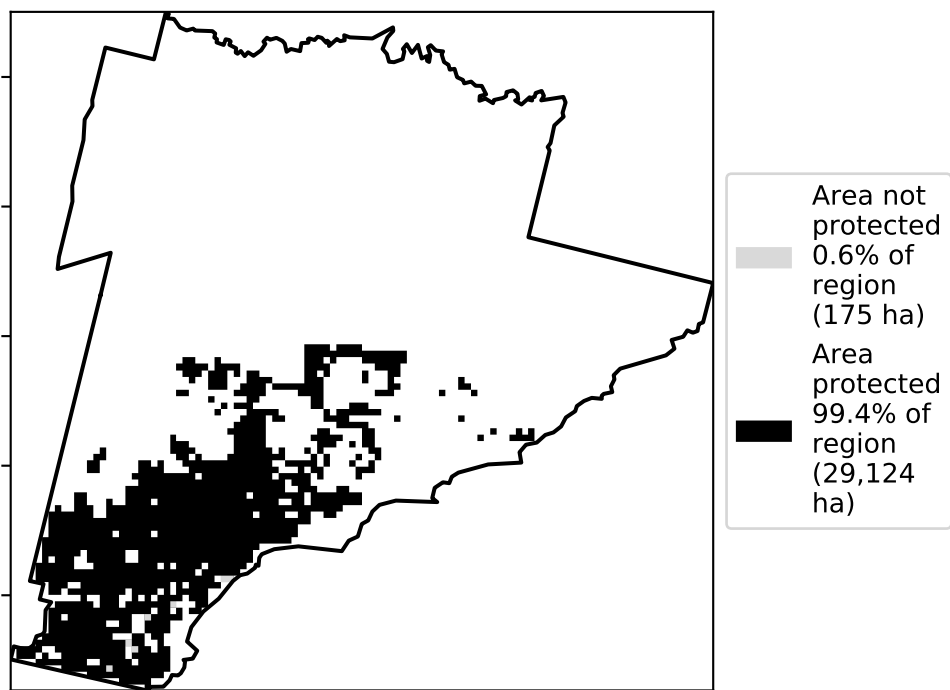 Area not
protected
0.6% of
region
(175 ha)
Area
protected
99.4% of
region
(29,124
ha)